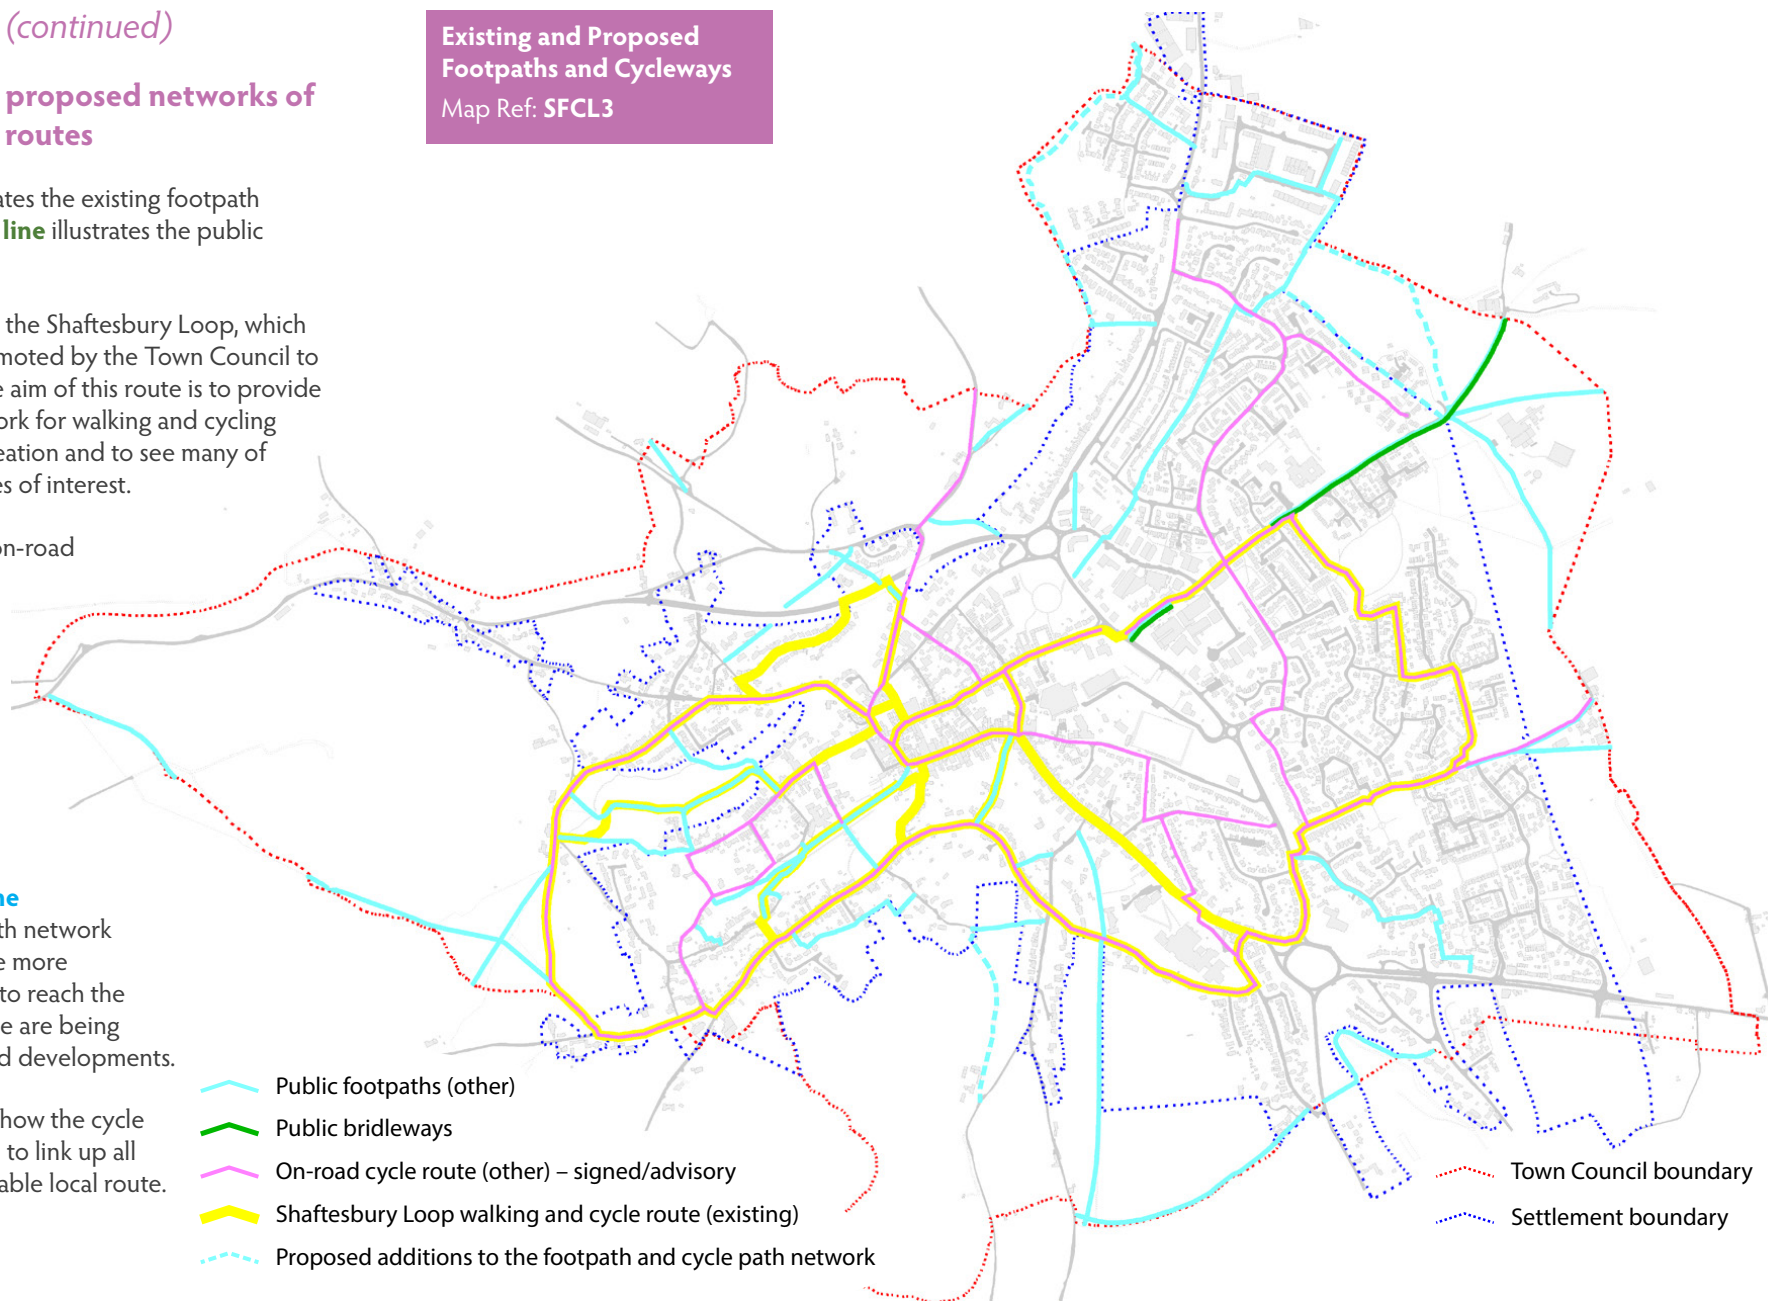 (continued)
proposed networks of
routes
ates the existing footpath
line illustrates the public
the Shaftesbury Loop, which
moted by the Town Council to
e aim of this route is to provide
ork for walking and cycling
eation and to see many of
es of interest.
on-road
ne
th network
e more
to reach the
e are being
d developments.
how the cycle
to link up all
able local route.
Existing and Proposed
Footpaths and Cycleways
Map Ref: SFCL3
Public footpaths (other)
Public bridleways
On-road cycle route (other) – signed/advisory
Shaftesbury Loop walking and cycle route (existing)
Proposed additions to the footpath and cycle path network
Town Council boundary
Settlement boundary